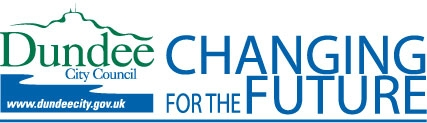 Dundee
City Council
www.dundeecity.gov.uk
CHANGING
FOR THE FUTURE